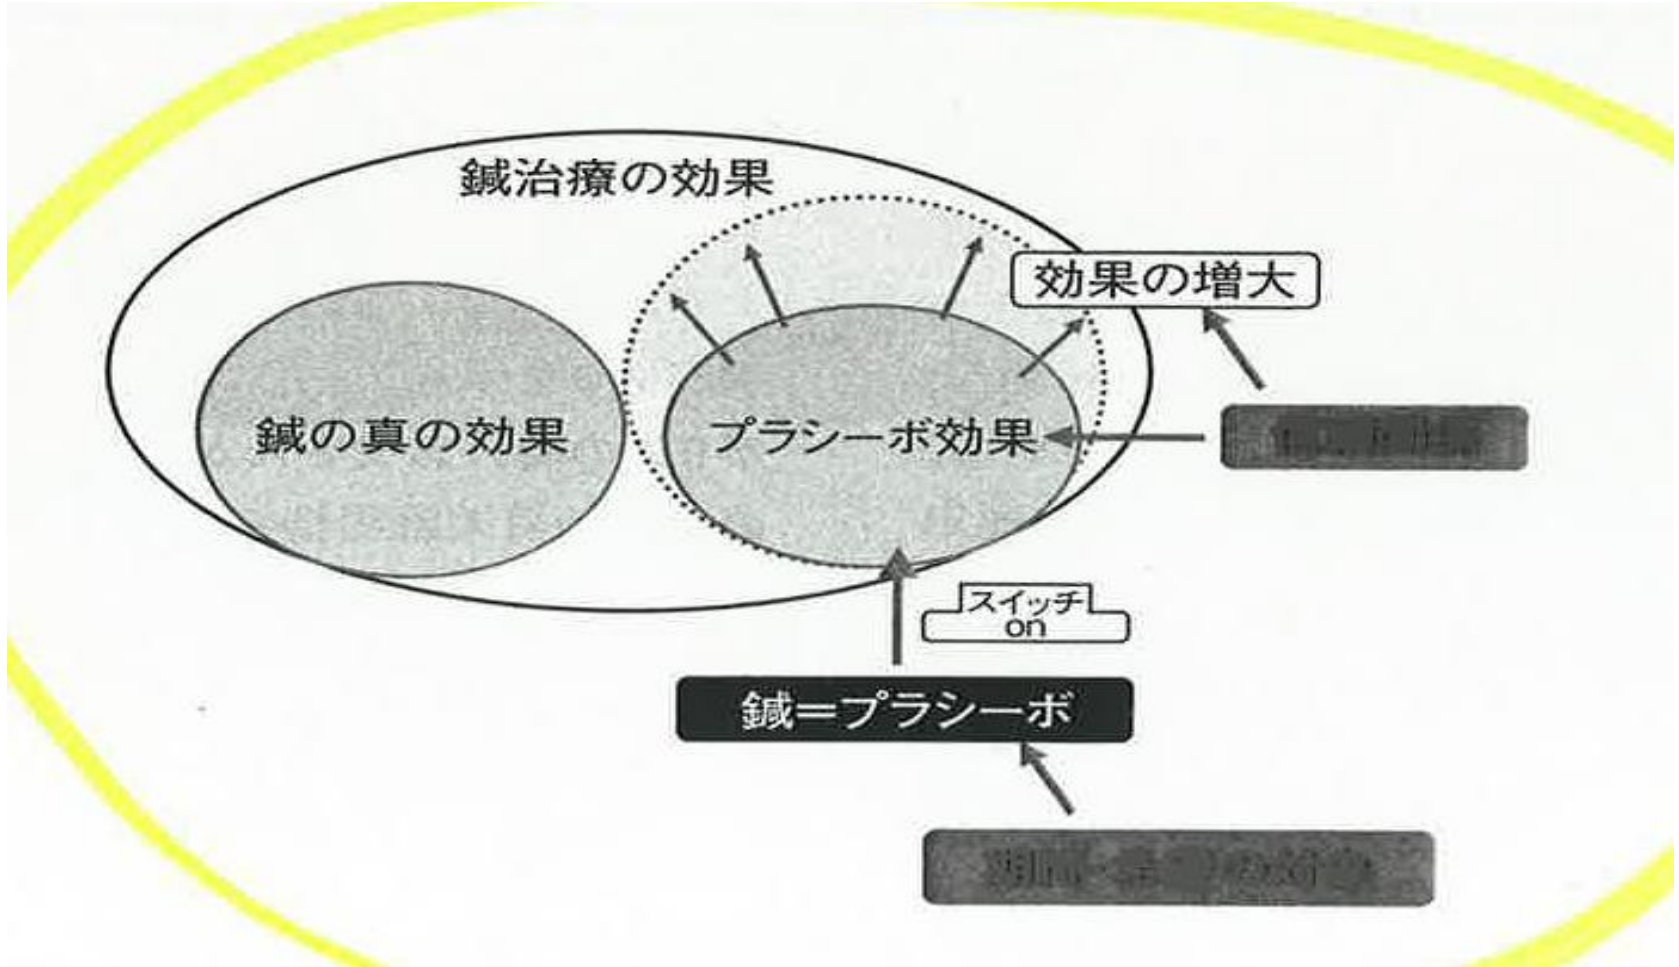 鍼治療の効果
効果の増大
鍼の真の効果
プラシーボ効果
スイッチ
on
鍼＝プラシーボ